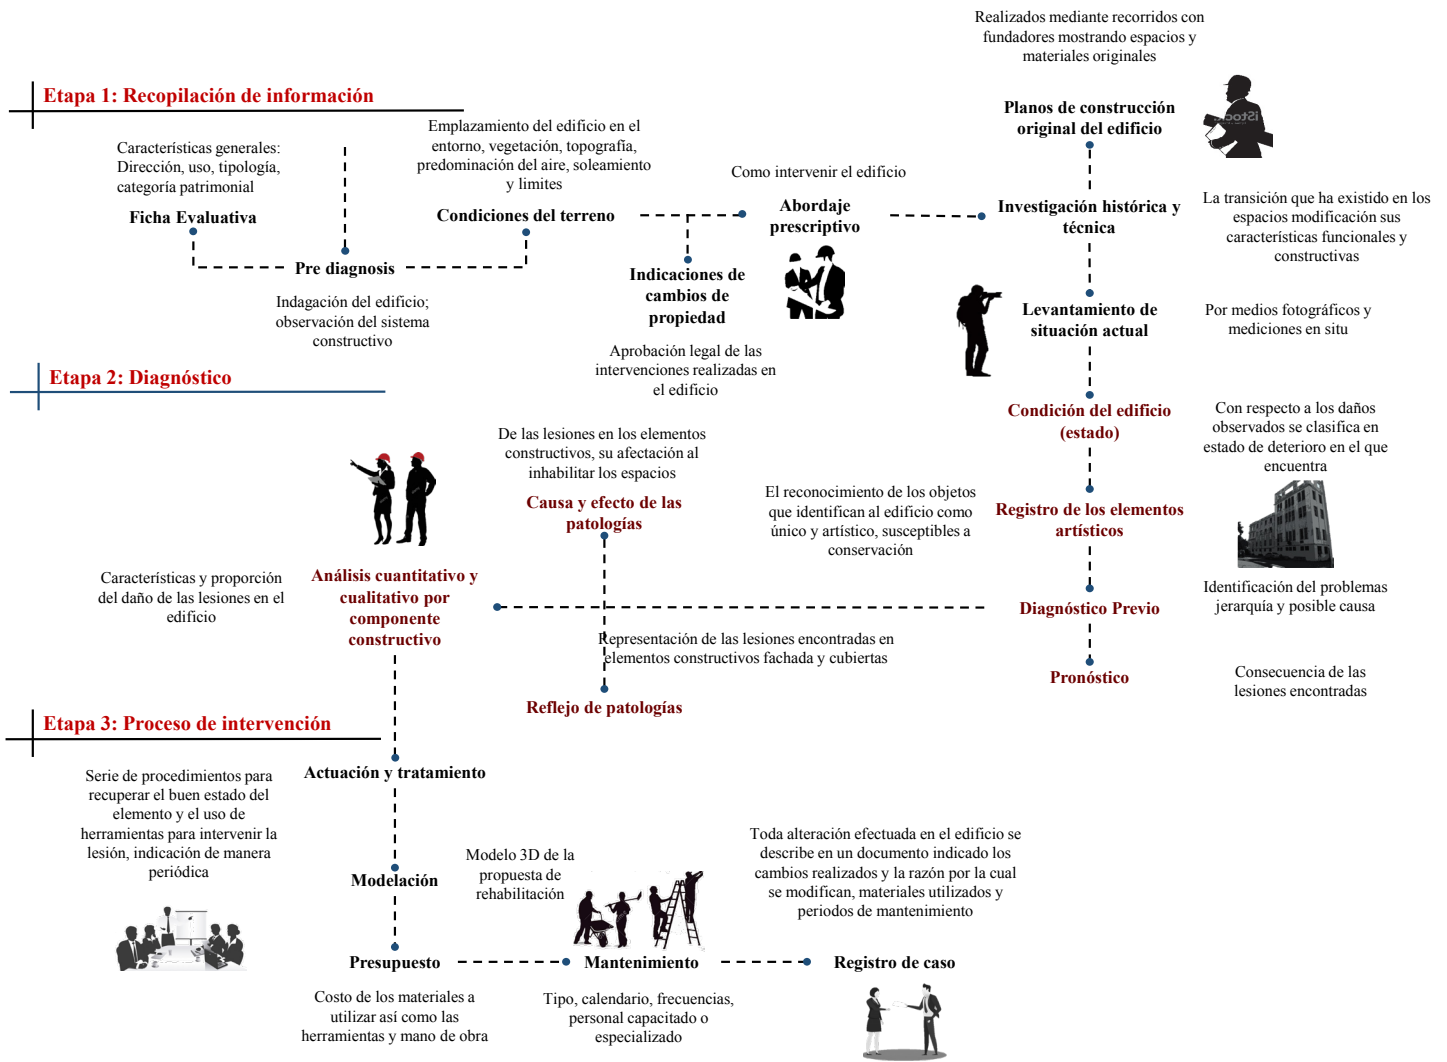 Realizados mediante recorridos con
fundadores mostrando espacios y
materiales originales
Etapa 1: Recopilación de información
Planos de construcción
original del edificio
iStock
Características generales:
Dirección, uso, tipología,
categoría patrimonial
Ficha Evaluativa
Emplazamiento del edificio en el
entorno, vegetación, topografía,
predominación del aire, soleamiento
y limites
Condiciones del terreno
Como intervenir el edificio
Abordaje
prescriptivo
Investigación histórica y
técnica
La transición que ha existido en los
espacios modificación sus
características funcionales y
constructivas
Pre diagnosis
Indagación del edificio;
observación del sistema
constructivo
Indicaciones de
cambios de
propiedad
Aprobación legal de las
intervenciones realizadas en
el edificio
Levantamiento de
situación actual
Por medios fotográficos y
mediciones en situ
Etapa 2: Diagnóstico
Condición del edificio
(estado)
Con respecto a los daños
observados se clasifica en
estado de deterioro en el que
encuentra
De las lesiones en los elementos
constructivos, su afectación al
inhabilitar los espacios
Causa y efecto de las
patologías
El reconocimiento de los objetos
que identifican al edificio como
único y artístico, susceptibles a
conservación
Registro de los elementos
artísticos
Características y proporción
del daño de las lesiones en el
edificio
Análisis cuantitativo y
cualitativo por
componente
constructivo
Diagnóstico Previo
Identificación del problemas
jerarquía y posible causa
Representación de las lesiones encontradas en
elementos constructivos fachada y cubiertas
Reflejo de patologías
Pronóstico
Consecuencia de las
lesiones encontradas
Etapa 3: Proceso de intervención
Actuación y tratamiento
Serie de procedimientos para
recuperar el buen estado del
elemento y el uso de
herramientas para intervenir la
lesión, indicación de manera
periódica
Modelación
Modelo 3D de la
propuesta de
rehabilitación
Toda alteración efectuada en el edificio se
describe en un documento indicado los
cambios realizados y la razón por la cual
se modifican, materiales utilizados y
periodos de mantenimiento
Presupuesto
Costo de los materiales a
utilizar así como las
herramientas y mano de obra
Mantenimiento
Tipo, calendario, frecuencias,
personal capacitado o
especializado
Registro de caso